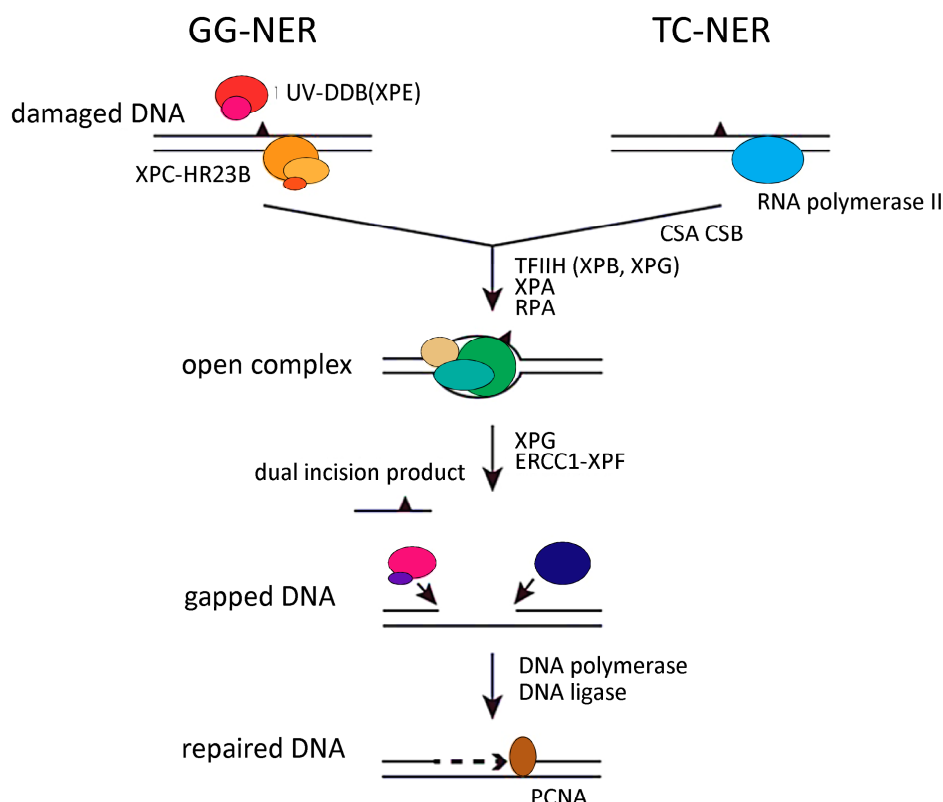 GG-NER
TC-NER
UV-DDB(XPE)
damaged DNA
XPC-HR23B
RNA polymerase II
CSA CSB
TFIIH (XPB, XPG)
XPA
RPA
open complex
XPG
ERCC1-XPF
dual incision product
gapped DNA
DNA polymerase
DNA ligase
repaired DNA
PCNA